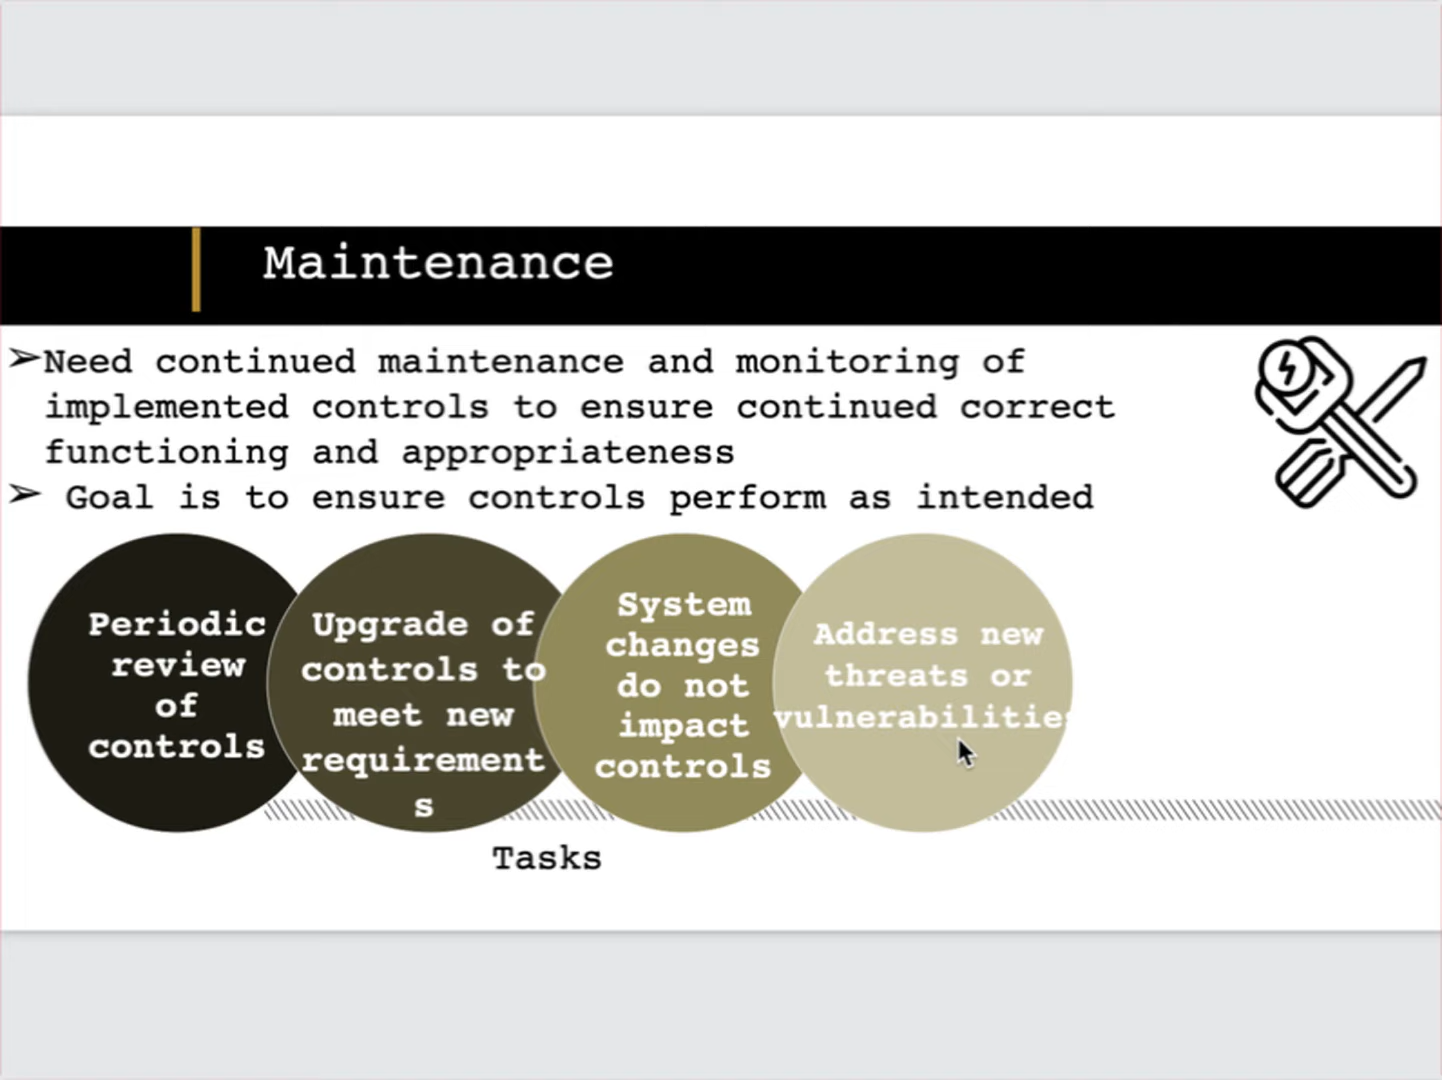 Maintenance
➢Need continued maintenance and monitoring of
implemented controls to ensure continued correct
functioning and appropriateness
➢ Goal is to ensure controls perform as intended
Periodic
review
of
controls
Upgrade of
controls to
meet new
requirement
s
System
changes
do not
impact
controls
Address new
threats or
vulnerabilities
Tasks